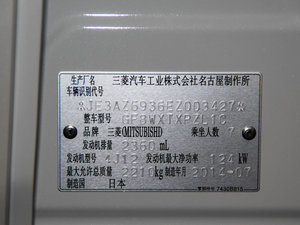 生产厂名 三菱汽车工业株式会社名古屋制作所
车辆识别代号
*JE3AZ6936EZ003427*
整车型号 GF8WXTXPZL1C
品牌 三菱(MITSUBISHI) 乘坐人数 7
发动机排量 2360 mL
发动机型号 4J12 发动机最大净功率 124 kW
最大允许总质量 2210 kg 制造年月 2014-07
制造国 日本
7430B815